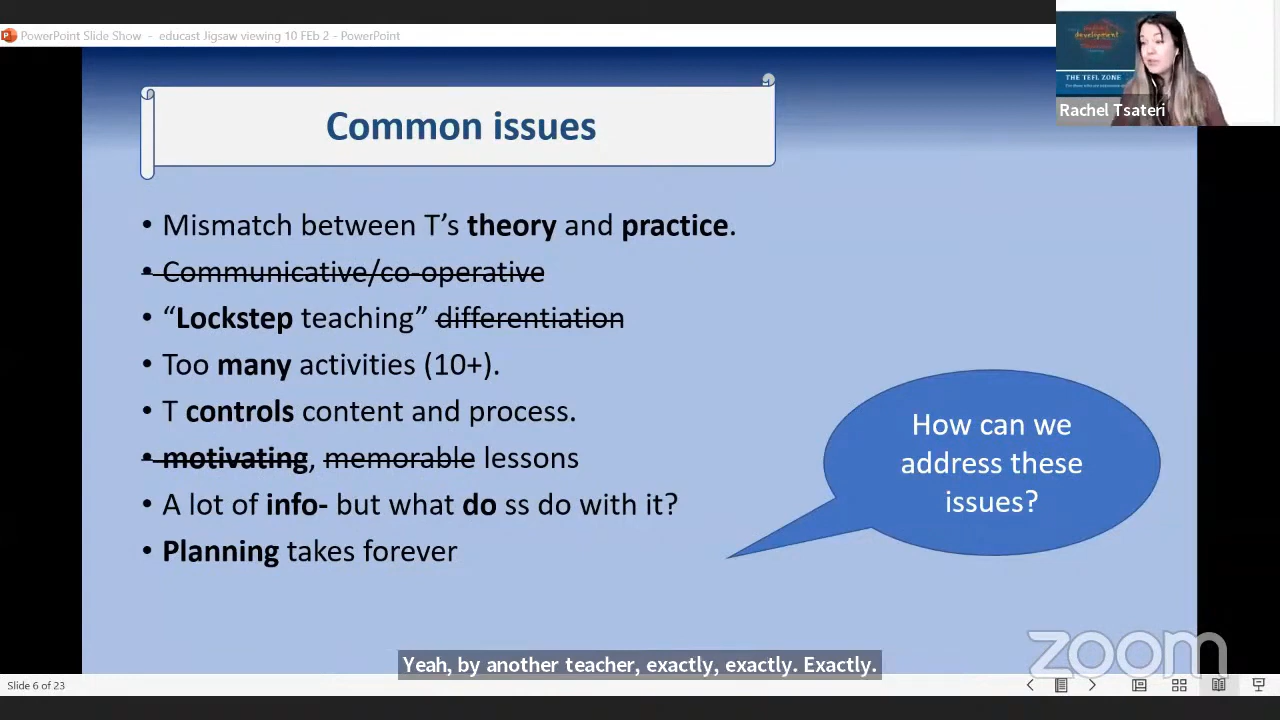 PowerPoint Slide Show - educast Jigsaw viewing 10 FEb 2 - PowerPoint
development
THE TEFL ZONE
Rachel Tsateri
Common issues
• Mismatch between T's theory and practice.
• Communicative/co-operative
• “Lockstep teaching” differentiation
• Too many activities (10+).
• T controls content and process.
• motivating, memorable lessons
• A lot of info- but what do ss do with it?
• Planning takes forever
How can we
address these
issues?
zoom
Yeah, by another teacher, exactly, exactly. Exactly.
Slide 6 of 23